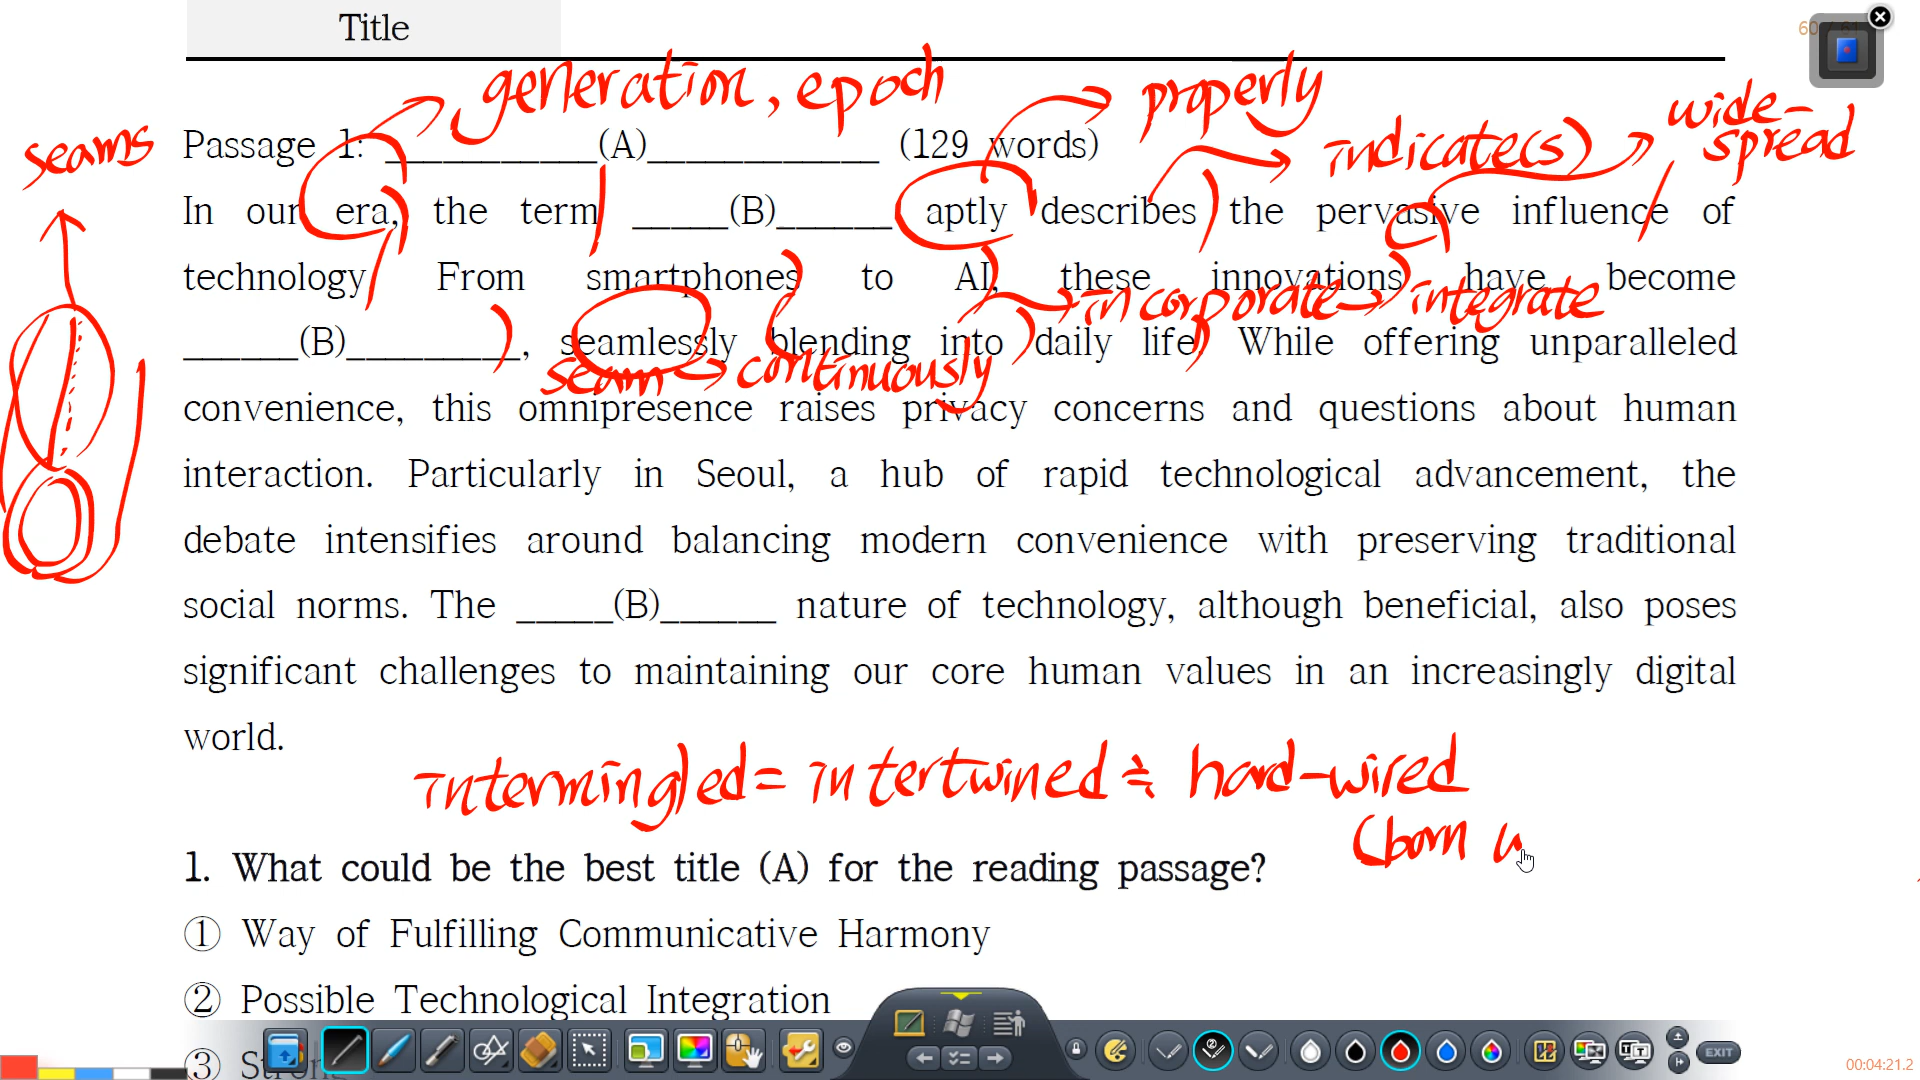 Title
generation, epoch
properly
wide-
spread
seams
Passage 1: ___________(A)_____________ (129 words)
indicate(s)
In our era, the term _____(B)______ aptly describes the pervasive influence of
technology. From smartphones to AI, these innovations have become
incorporate → integrate
______(B)_________, seamlessly blending into daily life. While offering unparalleled
seam → continuously
convenience, this omnipresence raises privacy concerns and questions about human
interaction. Particularly in Seoul, a hub of rapid technological advancement, the
debate intensifies around balancing modern convenience with preserving traditional
social norms. The _____(B)______ nature of technology, although beneficial, also poses
significant challenges to maintaining our core human values in an increasingly digital
world.
intermingled = intertwined ≒ hard-wired
(born
1. What could be the best title (A) for the reading passage?
① Way of Fulfilling Communicative Harmony
② Possible Technological Integration
③
EXIT
00:04:21.2